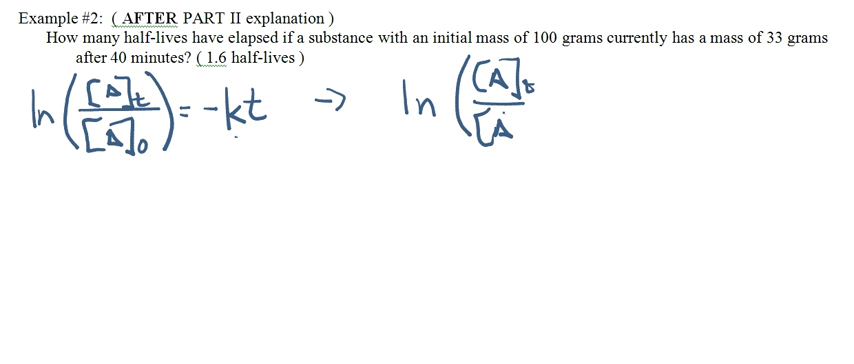 Example #2: ( AFTER PART II explanation )
How many half-lives have elapsed if a substance with an initial mass of 100 grams currently has a mass of 33 grams
after 40 minutes? ( 1.6 half-lives )
ln([A]t/[A]0) = -kt → ln([A]t/[A